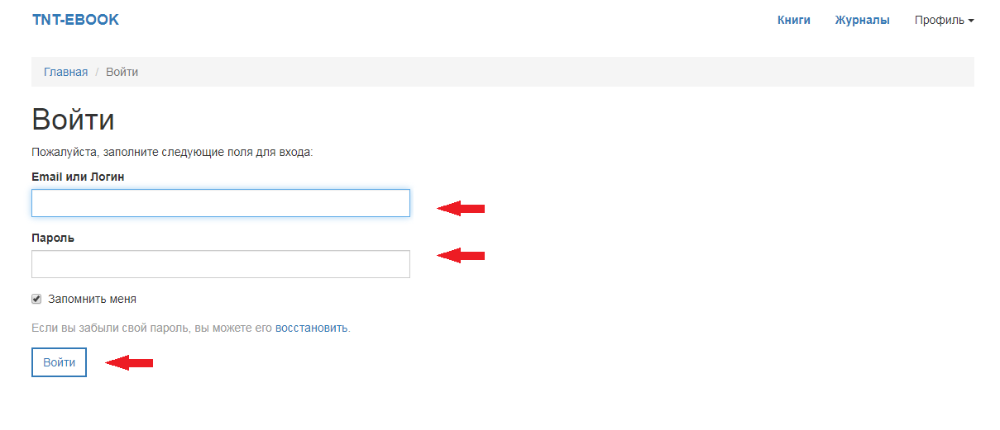 TNT-EBOOK Книги Журналы Профиль
Главная / Войти
Войти
Пожалуйста, заполните следующие поля для входа:
Email или Логин
Пароль
Запомнить меня
Если вы забыли свой пароль, вы можете его восстановить.
Войти